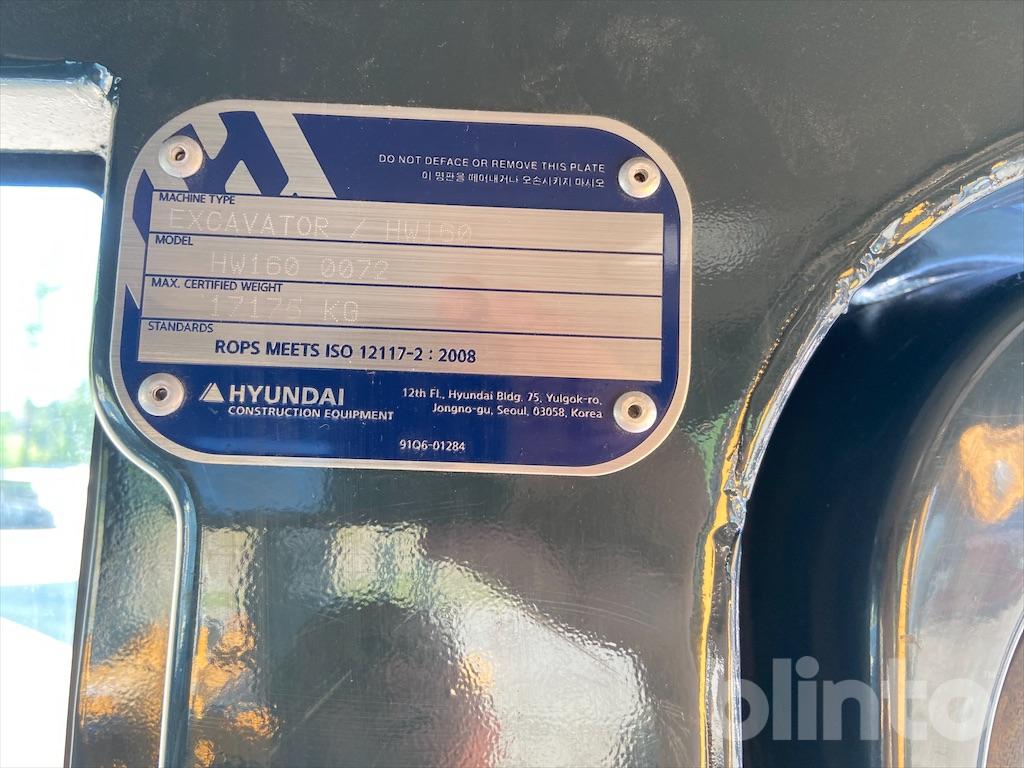 DO NOT DEFACE OR REMOVE THIS PLATE
이 명판을 떼어내거나 오손시키지 마시오
MACHINE TYPE
EXCAVATOR / HW160
MODEL
HW160 0072
MAX. CERTIFIED WEIGHT
17175 KG
STANDARDS
ROPS MEETS ISO 12117-2 : 2008
HYUNDAI
CONSTRUCTION EQUIPMENT
12th Fl., Hyundai Bldg. 75, Yulgok-ro,
Jongno-gu, Seoul, 03058, Korea
91Q6-01284
plinto